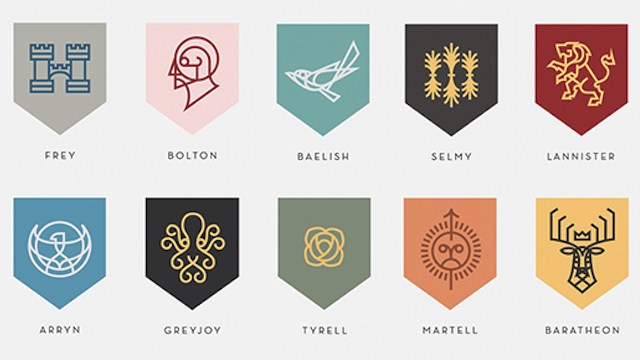 FREY
BOLTON
BAELISH
SELMY
LANNISTER
ARRYN
GREYJOY
TYRELL
MARTELL
BARATHEON